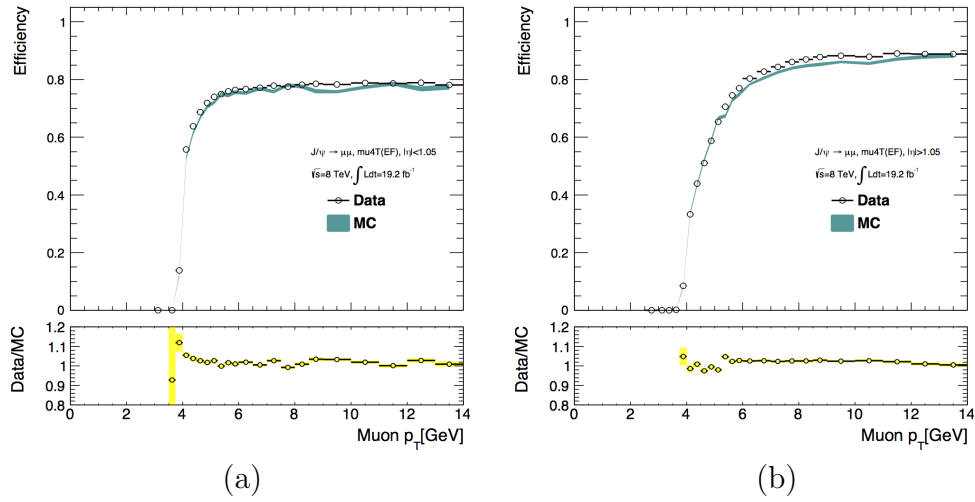 Efficiency
1
0.8
0.6
0.4
0.2
0
J/ψ → μμ, mu4T(EF), |η|<1.05
√s=8 TeV, ∫ Ldt=19.2 fb⁻¹
Data
MC
Data/MC
1.2
1.1
1
0.9
0.8
0 2 4 6 8 10 12 14
Muon p_T[GeV]
(a)
Efficiency
1
0.8
0.6
0.4
0.2
0
J/ψ → μμ, mu4T(EF), |η|>1.05
√s=8 TeV, ∫ Ldt=19.2 fb⁻¹
Data
MC
Data/MC
1.2
1.1
1
0.9
0.8
0 2 4 6 8 10 12 14
Muon p_T[GeV]
(b)